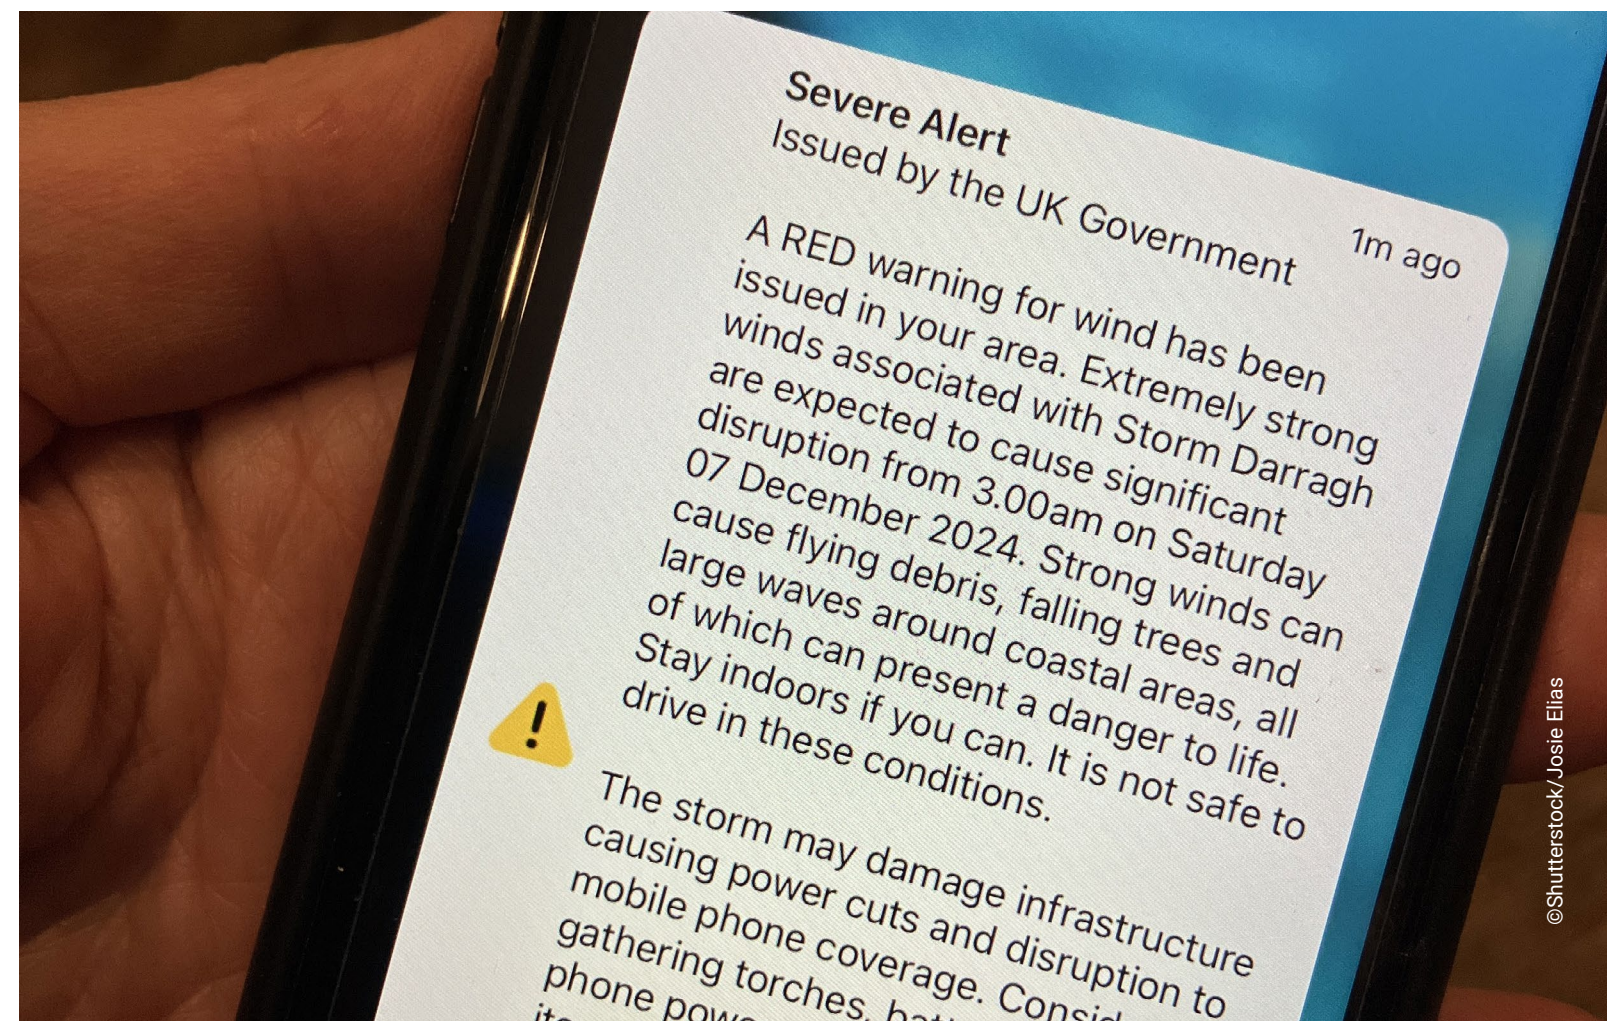 Severe Alert
Issued by the UK Government
1m ago
A RED warning for wind has been
issued in your area. Extremely strong
winds associated with Storm Darragh
are expected to cause significant
disruption from 3.00am on Saturday
07 December 2024. Strong winds can
cause flying debris, falling trees and
large waves around coastal areas, all
of which can present a danger to life.
Stay indoors if you can. It is not safe to
drive in these conditions.
The storm may damage infrastructure
causing power cuts and disruption to
mobile phone coverage.
gathering torches,
phone
©Shutterstock/Josie Elias